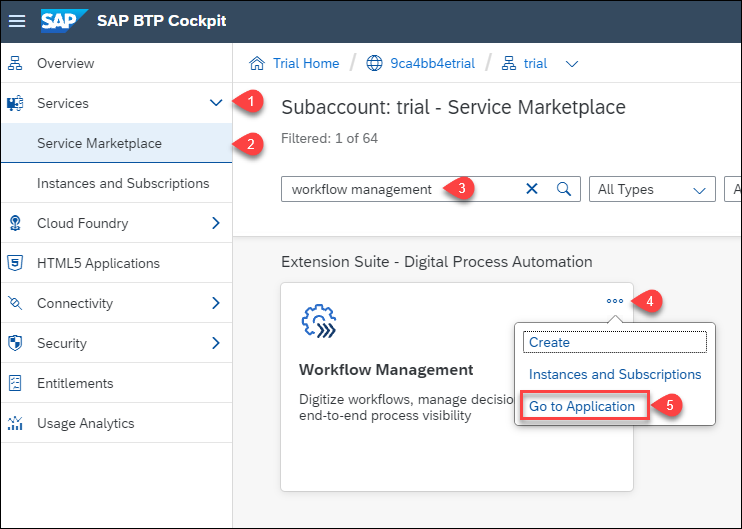 SAP SAP BTP Cockpit
Overview
Services
Service Marketplace
Instances and Subscriptions
Cloud Foundry
HTML5 Applications
Connectivity
Security
Entitlements
Usage Analytics
1
2
Trial Home / 9ca4bb4etrial / trial
Subaccount: trial - Service Marketplace
Filtered: 1 of 64
workflow management 3 All Types A
Extension Suite - Digital Process Automation
4
Workflow Management
Digitize workflows, manage decisio
end-to-end process visibility
Create
Instances and Subscriptions
Go to Application 5